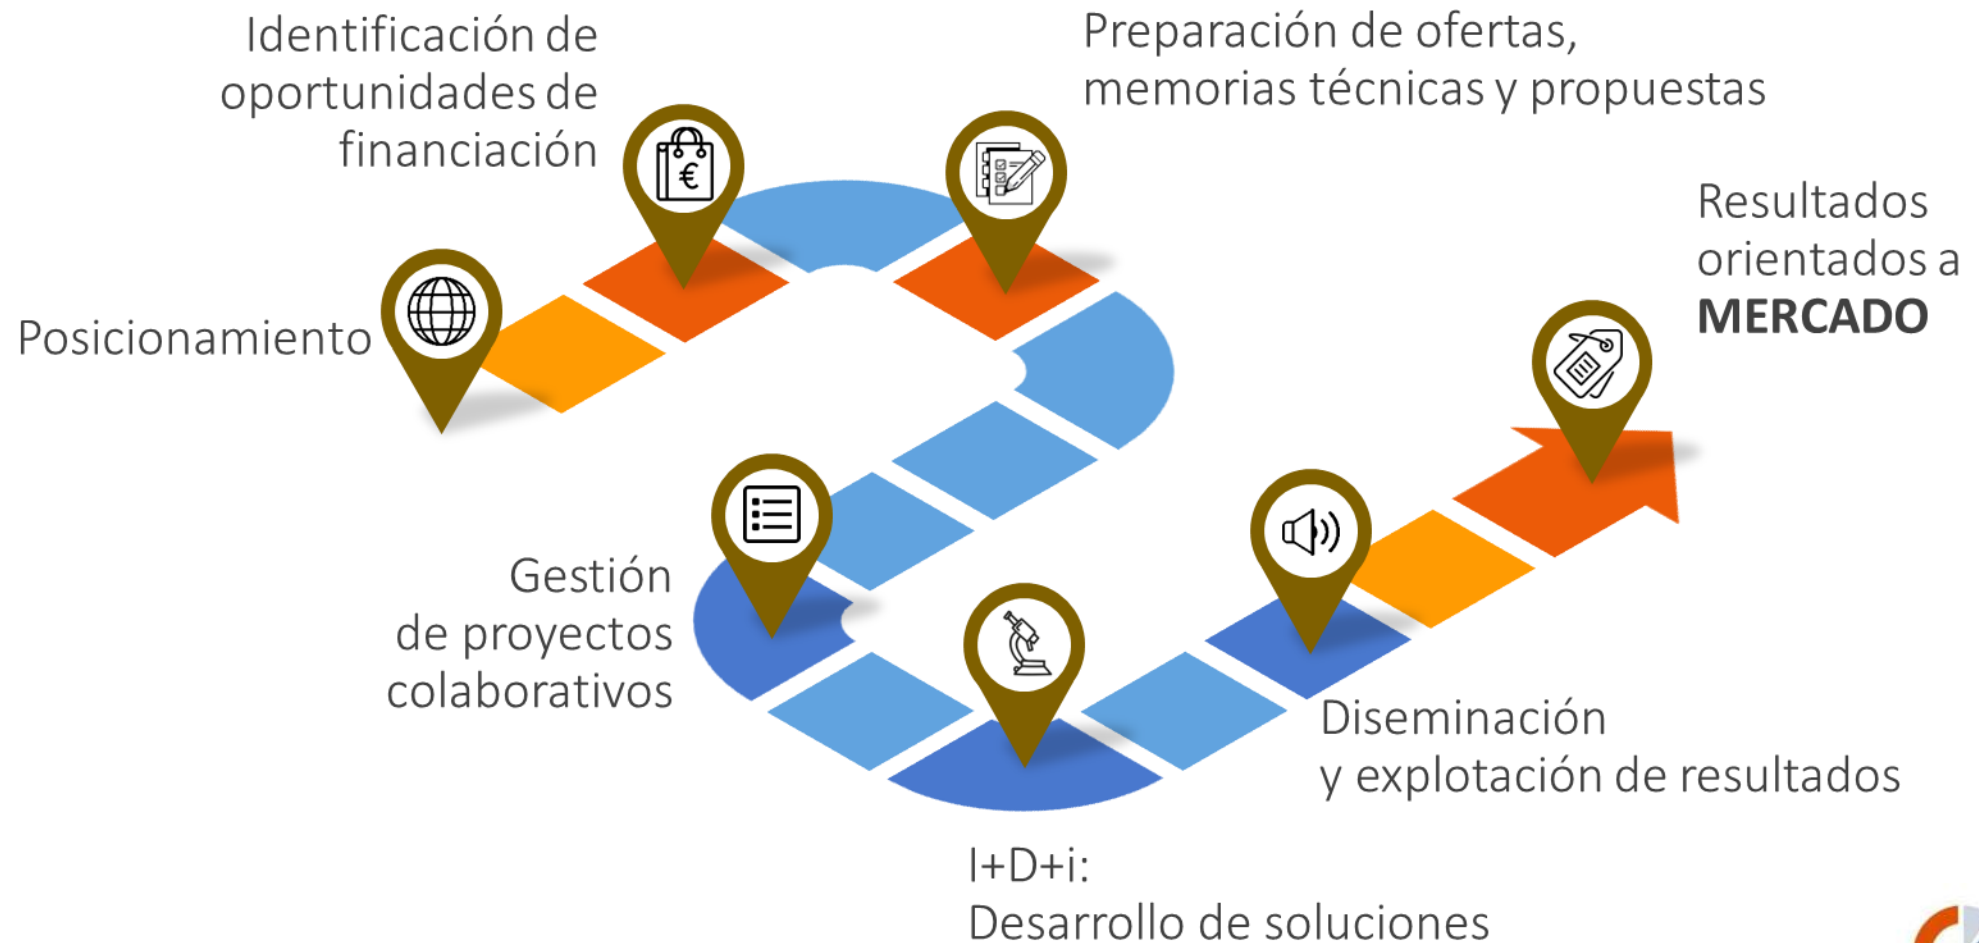 Posicionamiento
Identificación de
oportunidades de
financiación
€
Preparación de ofertas,
memorias técnicas y propuestas
Gestión
de proyectos
colaborativos
I+D+i:
Desarrollo de soluciones
Diseminación
y explotación de resultados
Resultados
orientados a
MERCADO